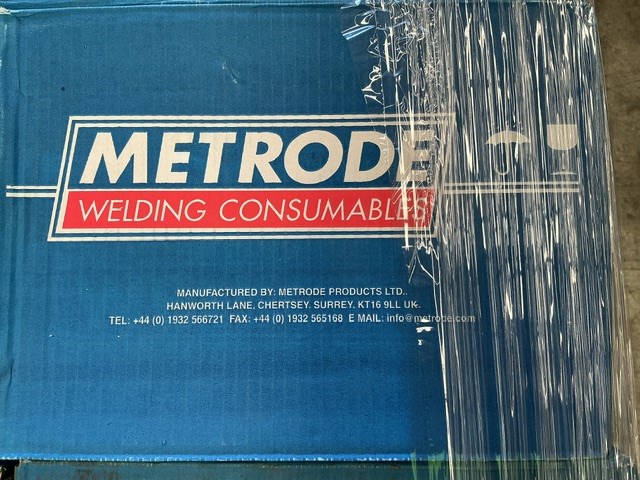 METRODE
WELDING CONSUMABLES
MANUFACTURED BY: METRODE PRODUCTS LTD.
HANWORTH LANE. CHERTSEY. SURREY. KT16 9LL UK.
TEL: +44 (0) 1932 566721 FAX: +44 (0) 1932 565168 E MAIL: info@metrode.com